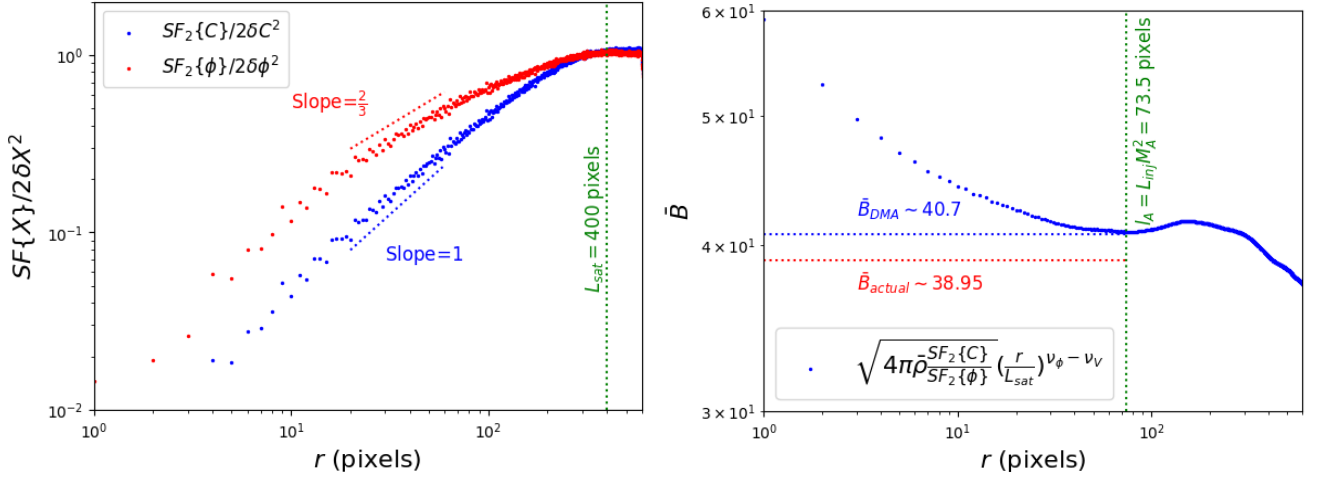 SF{X}/2δX²
10⁰
10⁻¹
10⁻²
SF₂{C}/2δC²
SF₂{ϕ}/2δϕ²
Slope=2/3
Slope=1
L_sat = 400 pixels
10⁰
10¹
10²
r (pixels)
B̄
6 × 10¹
5 × 10¹
4 × 10¹
3 × 10¹
B̄_DMA ~ 40.7
B̄_actual ~ 38.95
l_A = L_inj M_A² = 73.5 pixels
√(4πρ̄ SF₂{C}/SF₂{ϕ}) (r/L_sat)^(ν_ϕ − ν_V)
10⁰
10¹
10²
r (pixels)